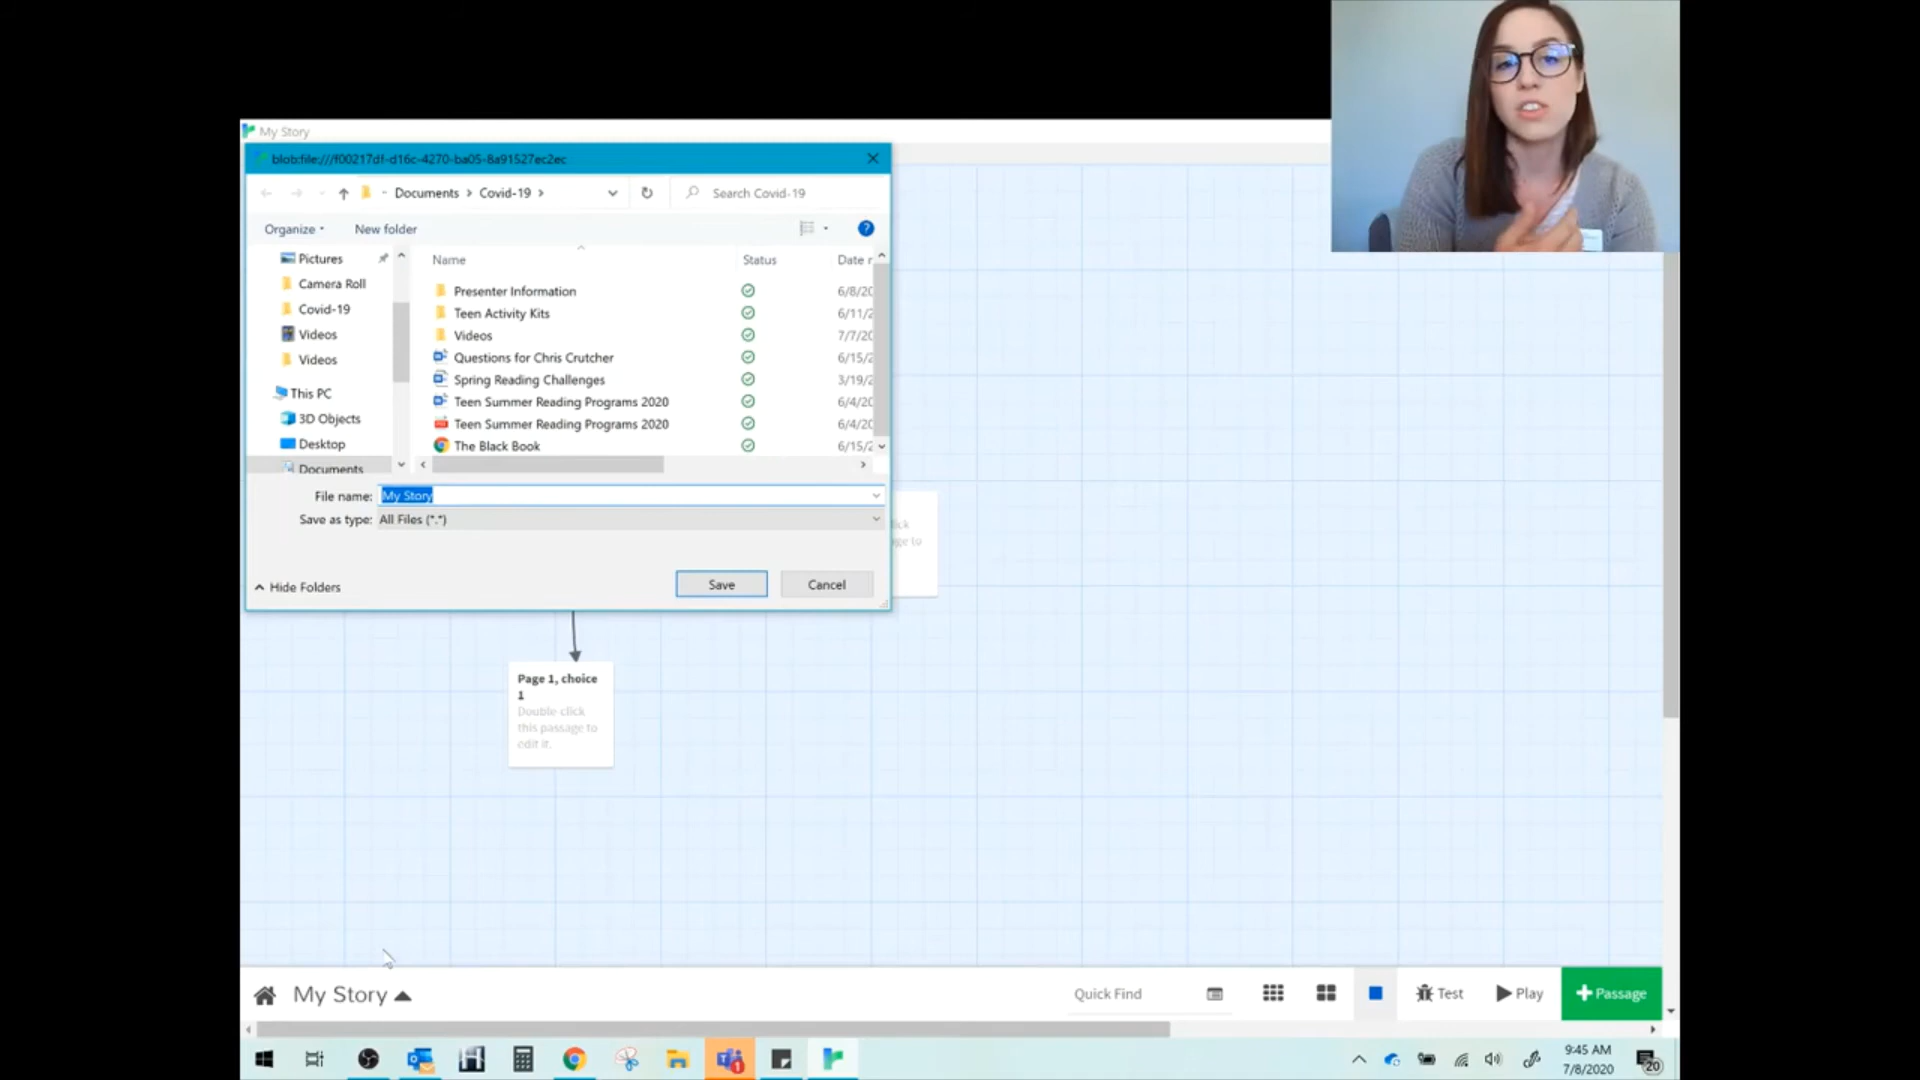 My Story
blob:file:///f00217df-d16c-4270-ba05-8a91527ec2ec
Documents > Covid-19 >
Search Covid-19
Organize
New folder
Name
Status
Date r
Pictures
Camera Roll
Covid-19
Videos
Videos
This PC
3D Objects
Desktop
Documents
Presenter Information
6/8/20
Teen Activity Kits
6/11/2
Videos
7/7/20
Questions for Chris Crutcher
6/15/2
Spring Reading Challenges
3/19/2
Teen Summer Reading Programs 2020
6/4/20
Teen Summer Reading Programs 2020
6/4/20
The Black Book
6/15/2
File name: My Story
Save as type: All Files (*.*)
Hide Folders
Save
Cancel
lick
ge to
Page 1, choice
1
Double-click
this passage to
edit it.
My Story
Quick Find
Test
Play
+Passage
9:45 AM
7/8/2020
1
20